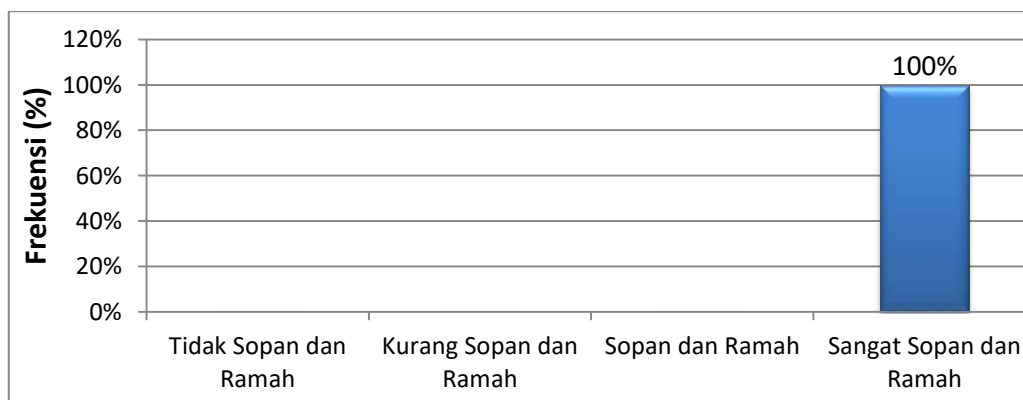 120%
100%
80%
60%
40%
20%
0%
Frekuensi (%)
100%
Tidak Sopan dan
Ramah
Kurang Sopan dan
Ramah
Sopan dan Ramah
Sangat Sopan dan
Ramah